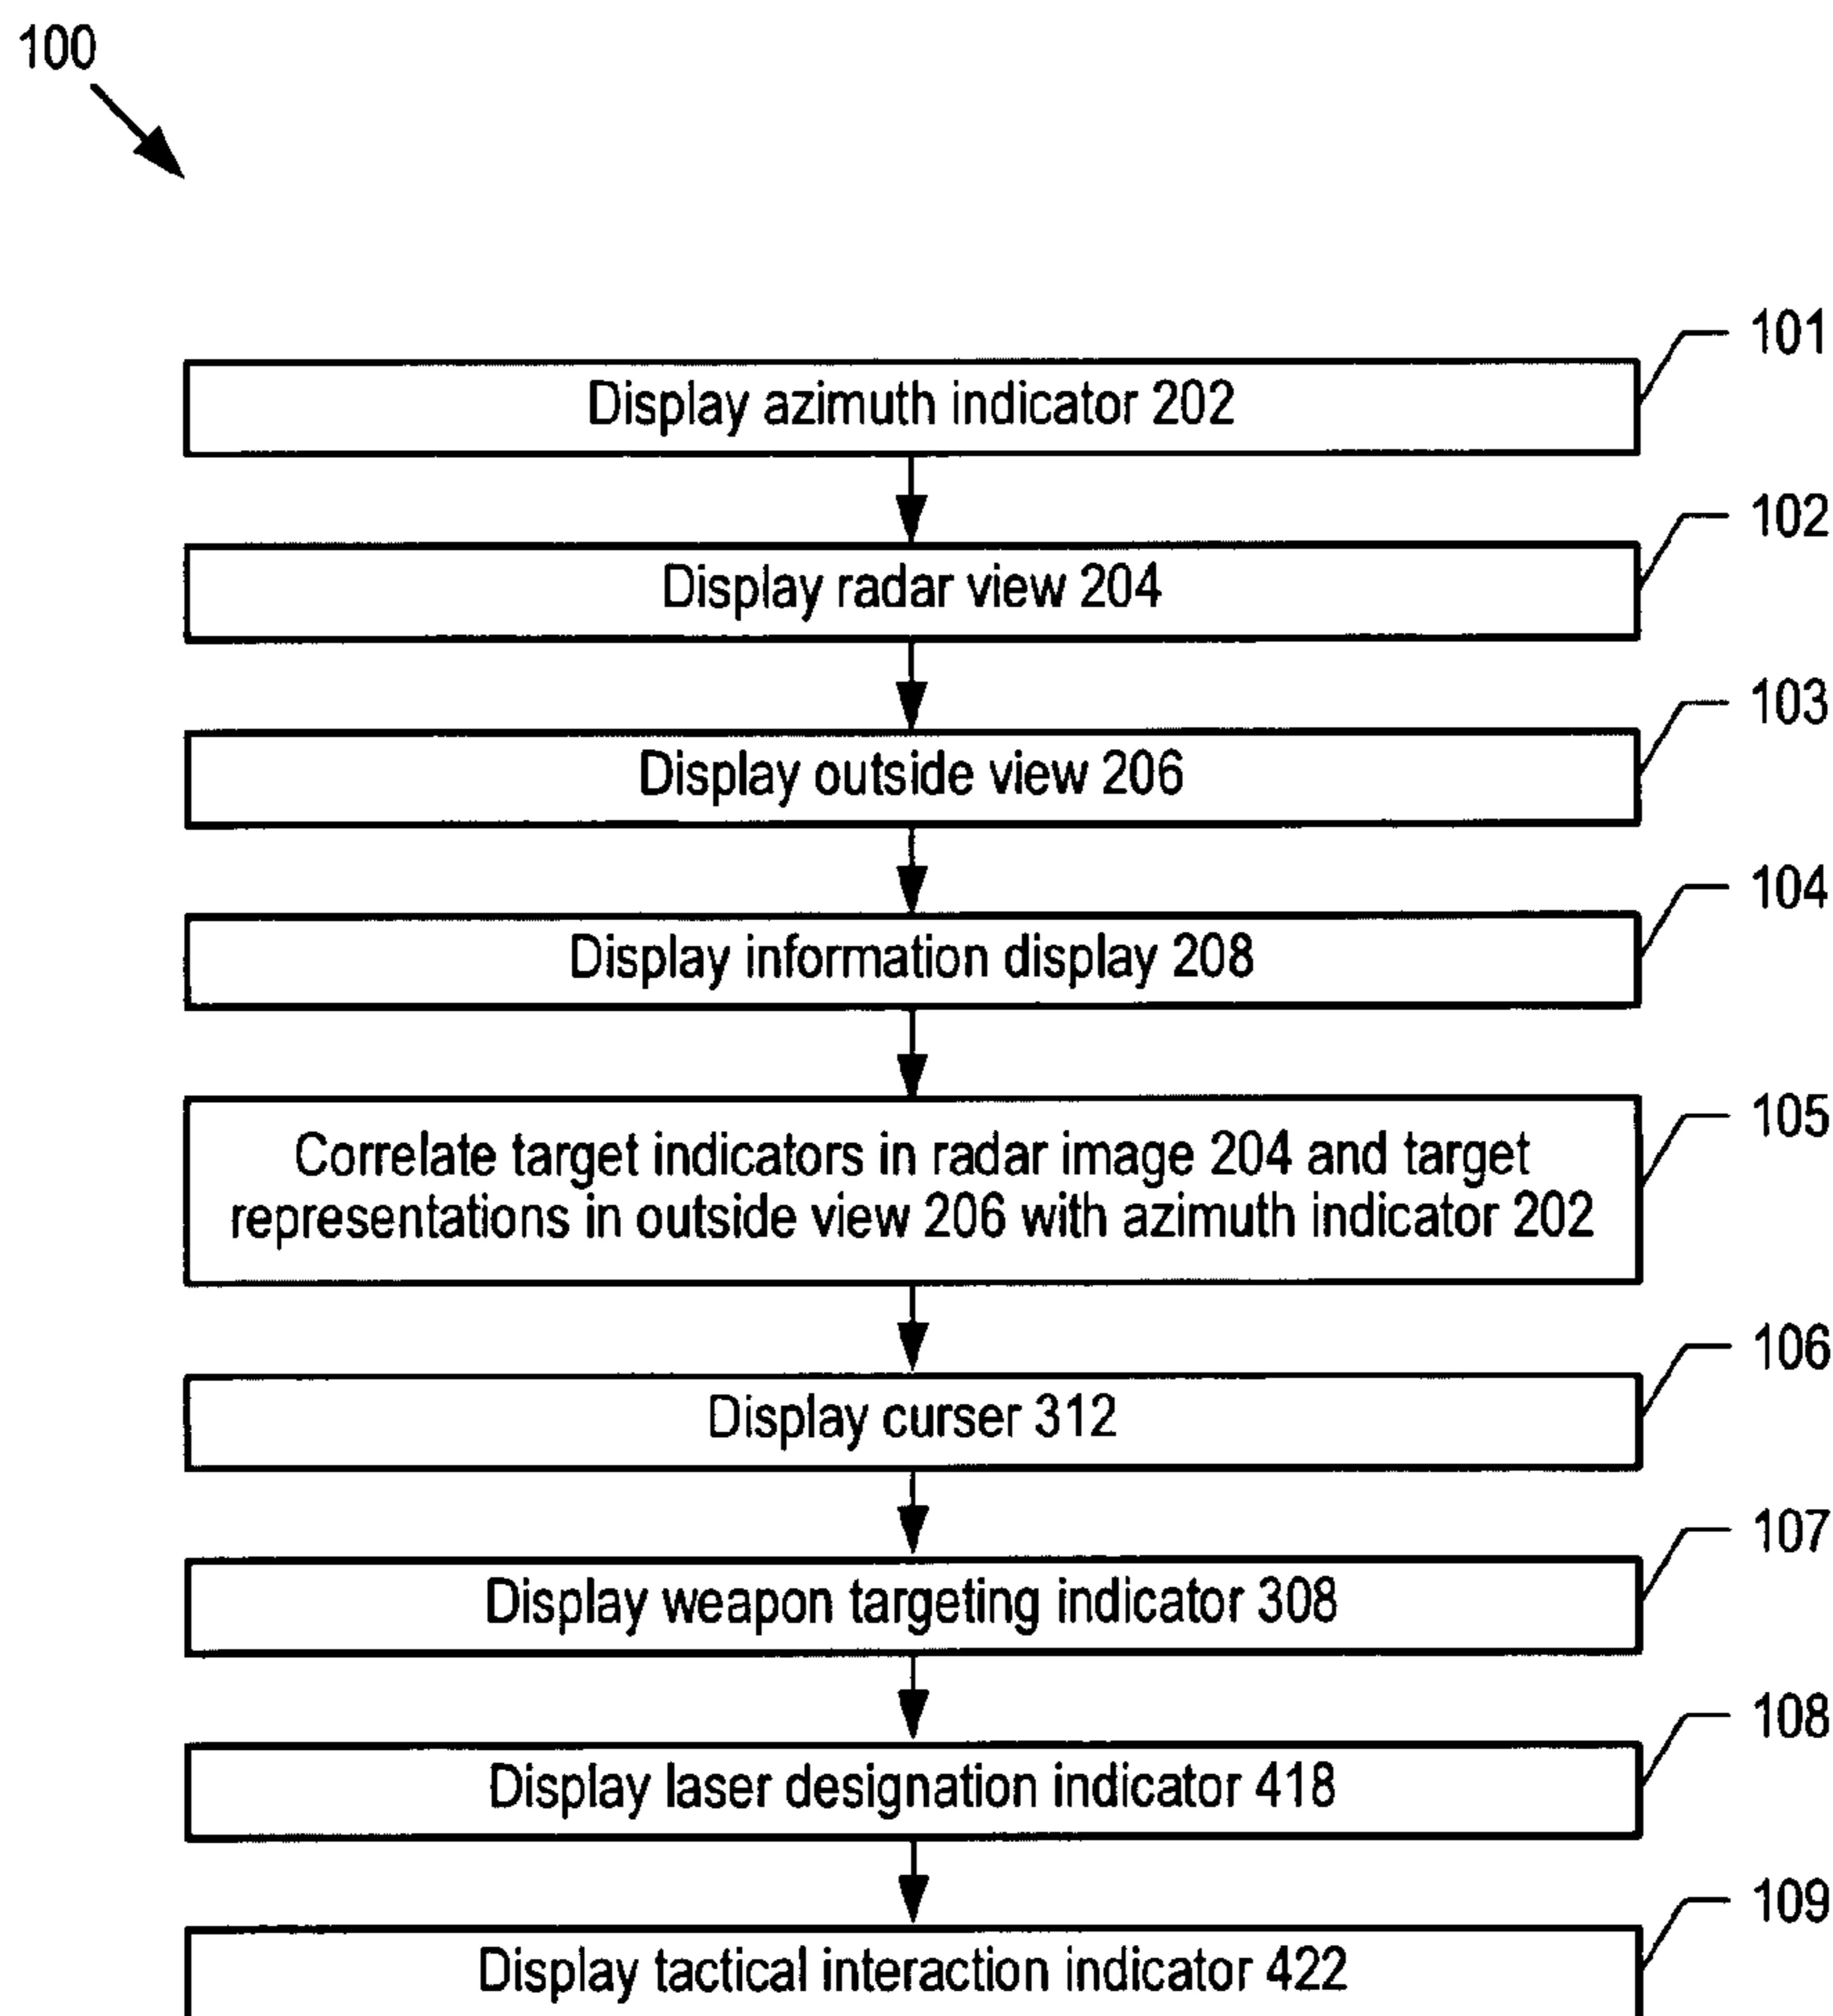 100
101
Display azimuth indicator 202
102
Display radar view 204
103
Display outside view 206
104
Display information display 208
105
Correlate target indicators in radar image 204 and target
representations in outside view 206 with azimuth indicator 202
106
Display curser 312
107
Display weapon targeting indicator 308
108
Display laser designation indicator 418
109
Display tactical interaction indicator 422